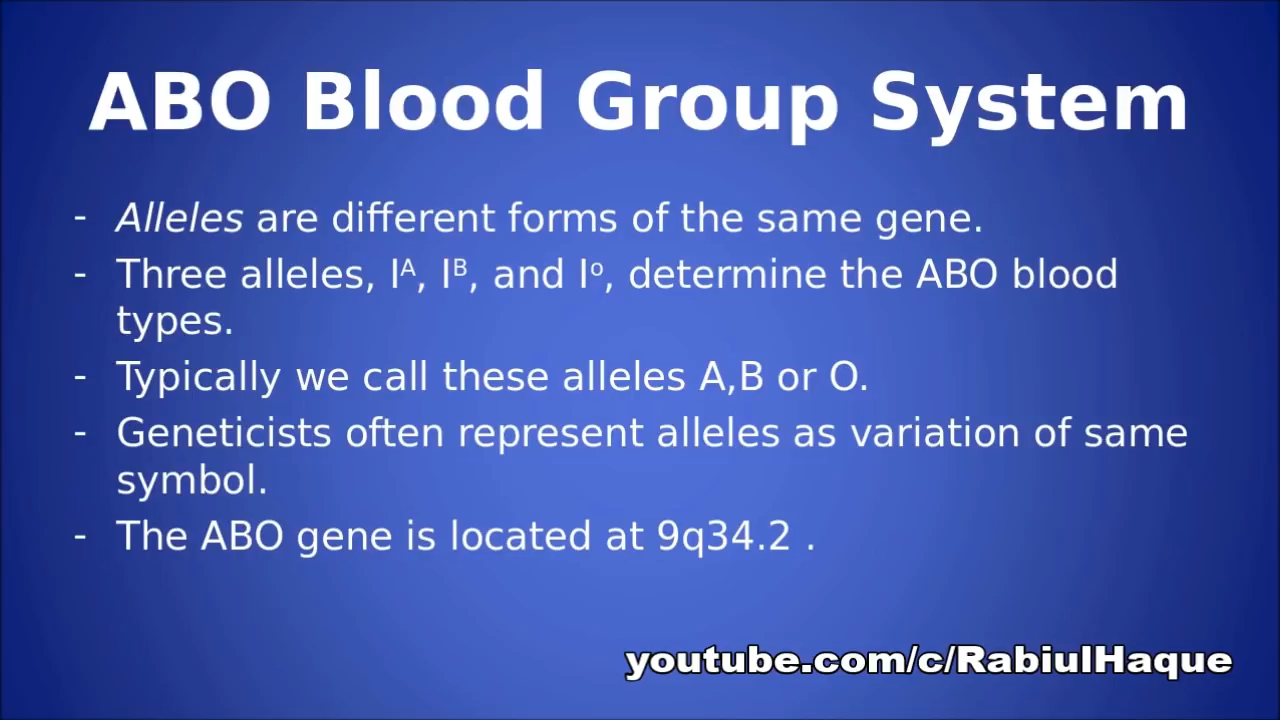 ABO Blood Group System
- Alleles are different forms of the same gene.
- Three alleles, Iᴬ, Iᴮ, and Iᵒ, determine the ABO blood
types.
- Typically we call these alleles A,B or O.
- Geneticists often represent alleles as variation of same
symbol.
- The ABO gene is located at 9q34.2 .
youtube.com/c/RabiulHaque